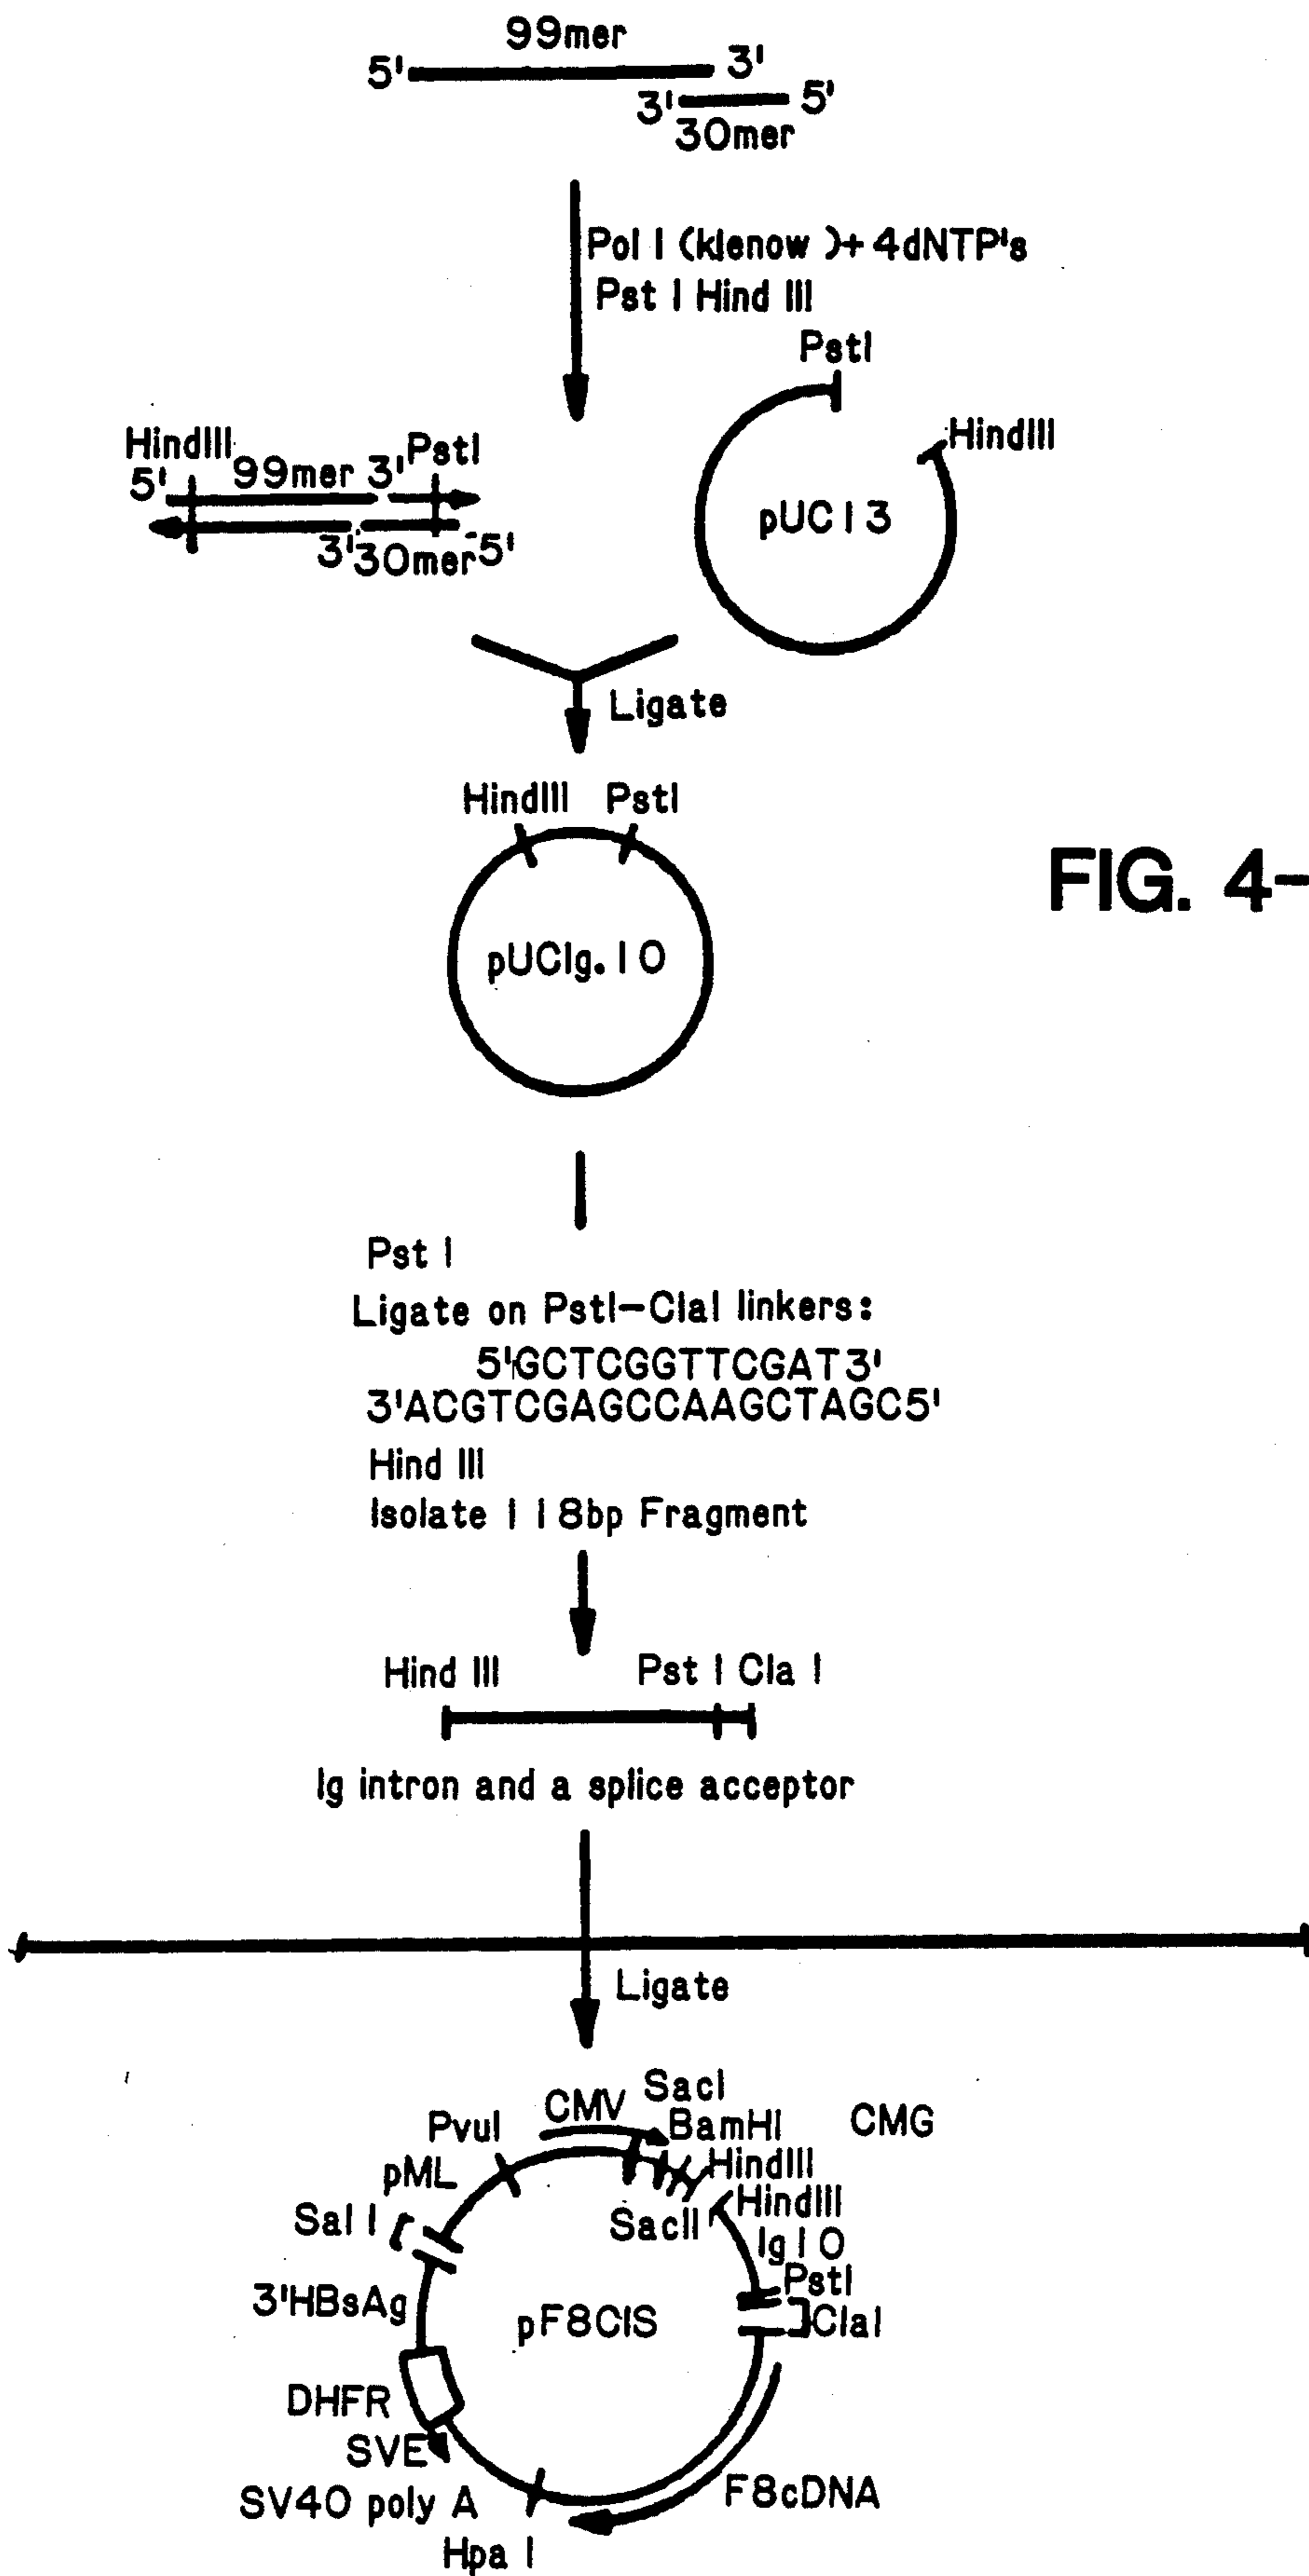 99mer
5' 3'
3' 5'
30mer
Pol I (klenow )+ 4dNTP's
Pst I Hind III
PstI
HindIII
pUC13
HindIII
PstI
5' 99mer 3'
3' 30mer 5'
Ligate
HindIII PstI
pUCIg.10
FIG. 4-
Pst I
Ligate on PstI-ClaI linkers:
5'GCTCGGTTCGAT3'
3'ACGTCGAGCCAAGCTAGC5'
Hind III
Isolate 118bp Fragment
Hind III Pst I Cla I
Ig intron and a splice acceptor
Ligate
SacI
CMV
BamHI
CMG
PvuI
HindIII
pML
HindIII
Sal I
SacII
Ig10
PstI
3'HBsAg
pF8CIS
ClaI
DHFR
SVE
F8cDNA
SV40 poly A
Hpa I